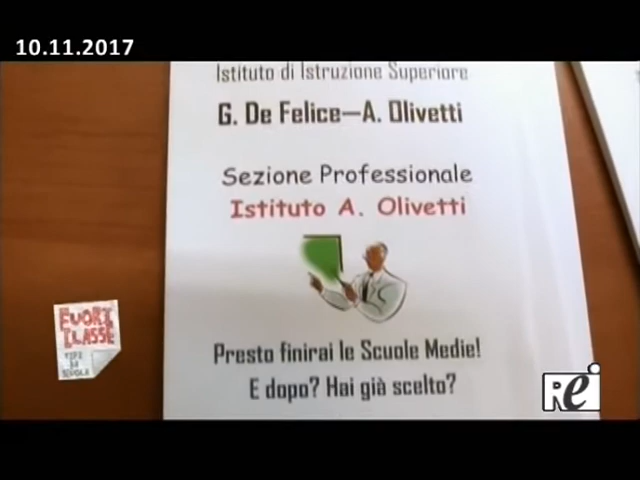 10.11.2017
Istituto di Istruzione Superiore
G. De Felice—A. Olivetti
Sezione Professionale
Istituto A. Olivetti
FUORI
CLASSE
Presto finirai le Scuole Medie!
E dopo? Hai già scelto?
REi